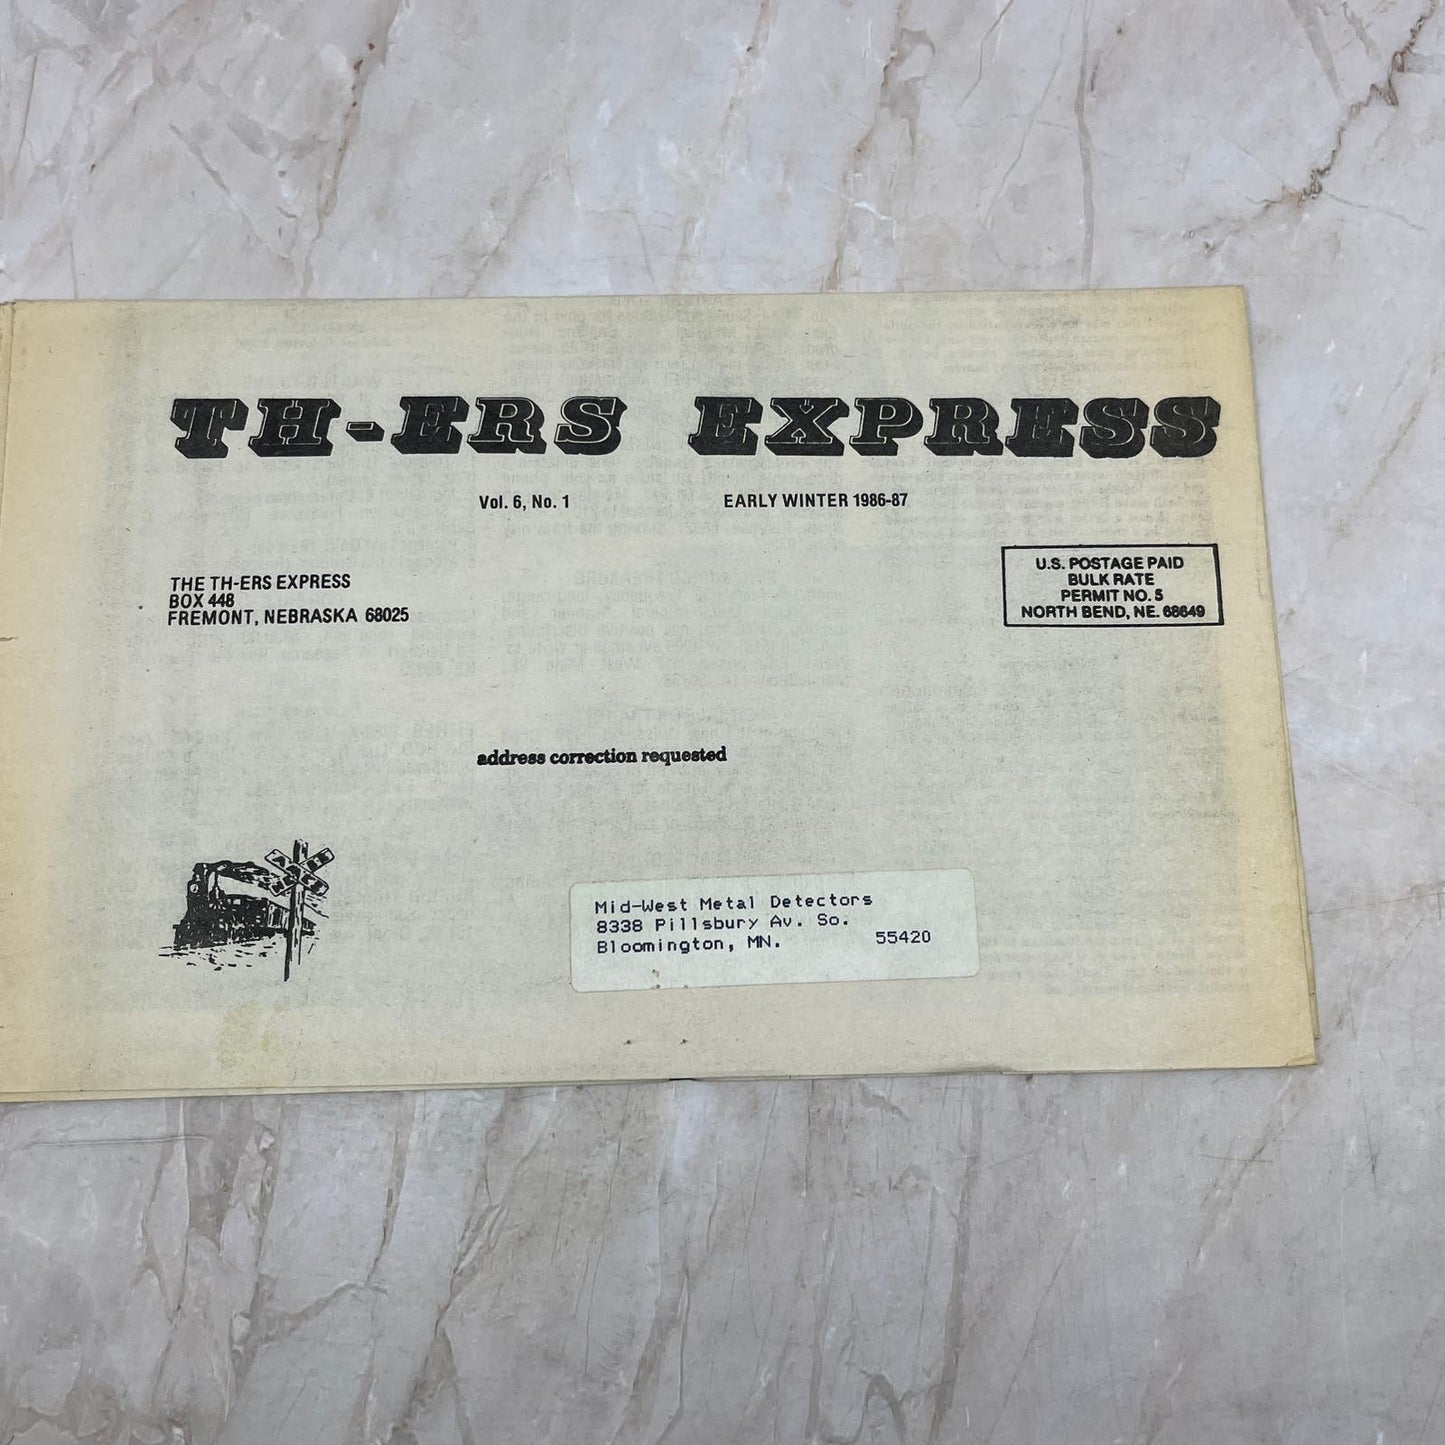 TH-ERS EXPRESS
Vol. 6, No. 1 EARLY WINTER 1986-87
THE TH-ERS EXPRESS
BOX 448
FREMONT, NEBRASKA 68025
U.S. POSTAGE PAID
BULK RATE
PERMIT NO. 5
NORTH BEND, NE. 68649
address correction requested
Mid-West Metal Detectors
8338 Pillsbury Av. So.
Bloomington, MN. 55420